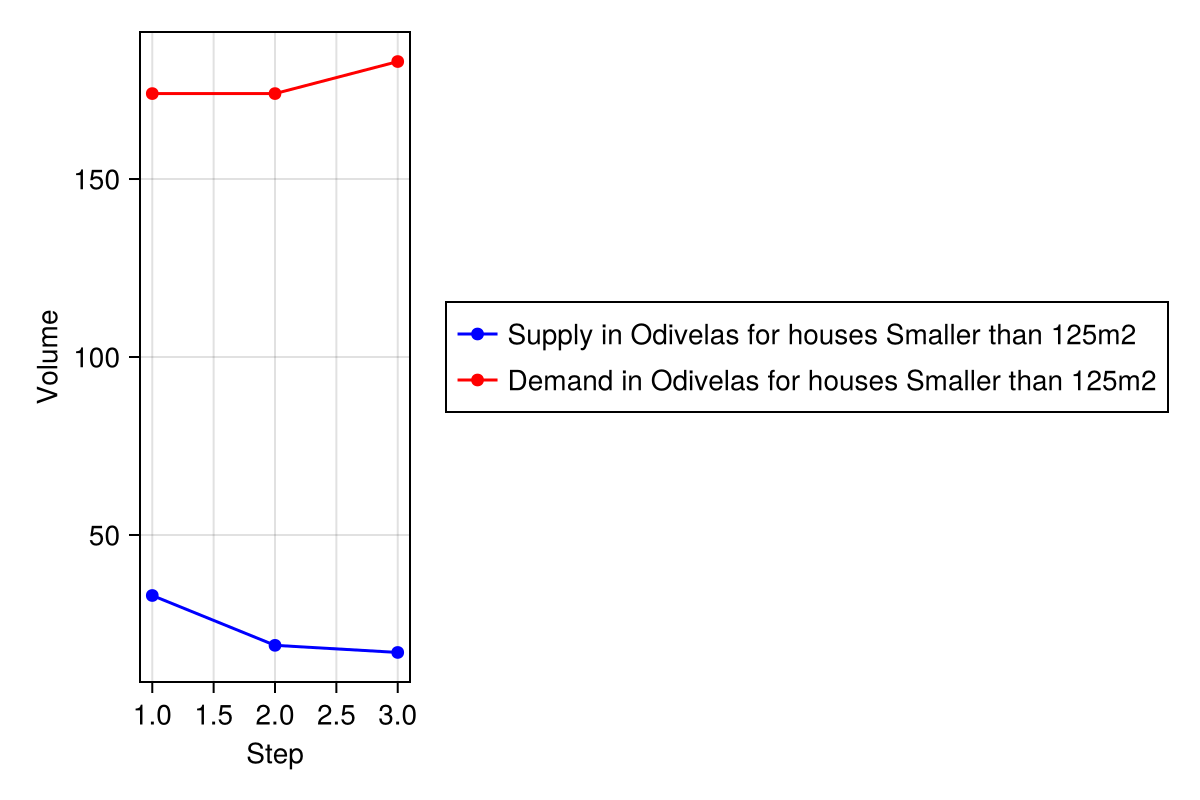 150
100
50
Volume
1.0 1.5 2.0 2.5 3.0
Step
Supply in Odivelas for houses Smaller than 125m2
Demand in Odivelas for houses Smaller than 125m2